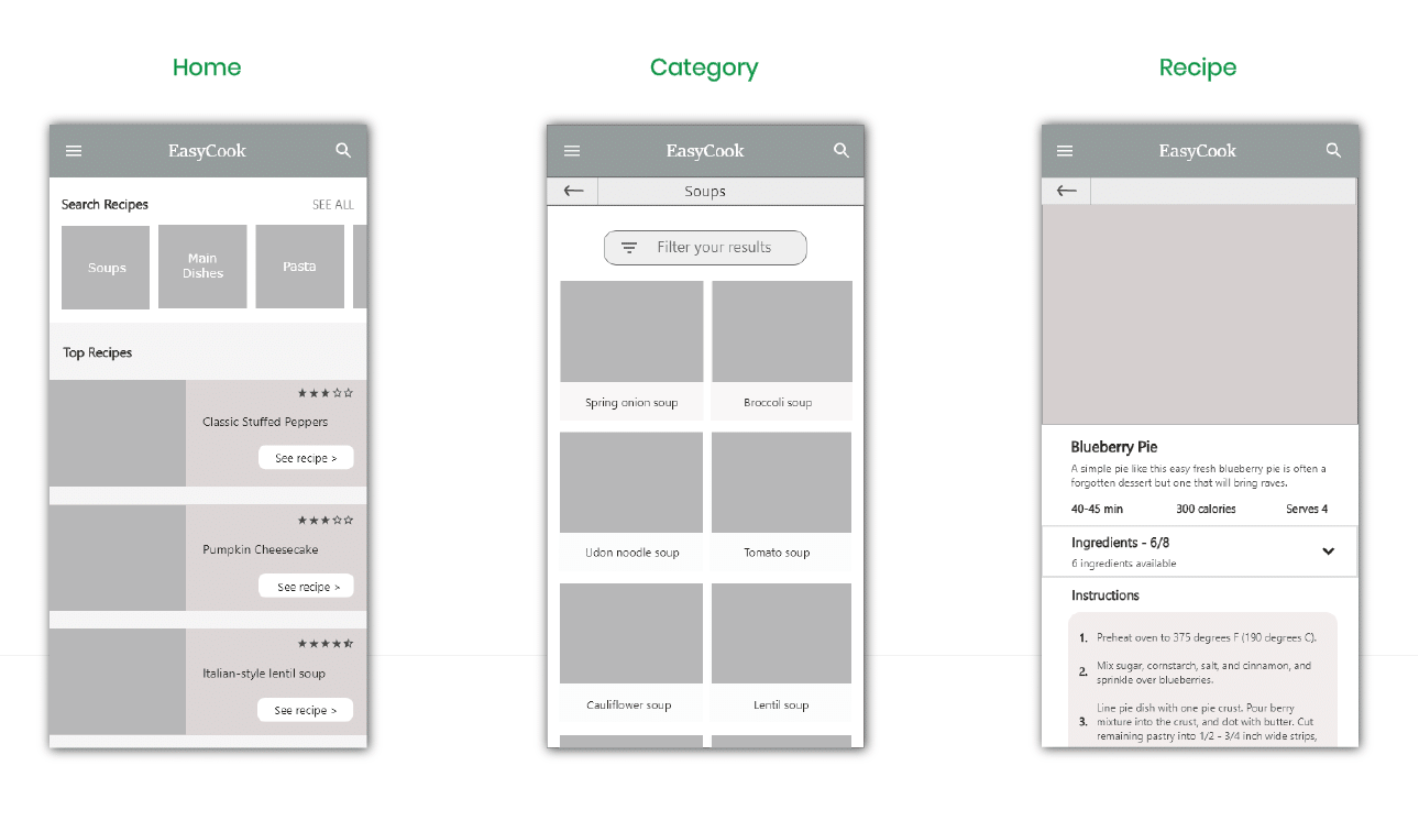 Home
Category
Recipe
EasyCook
Search Recipes
SEE ALL
Soups
Main
Dishes
Pasta
Top Recipes
Classic Stuffed Peppers
See recipe >
Pumpkin Cheesecake
See recipe >
Italian-style lentil soup
See recipe >
EasyCook
Soups
Filter your results
Spring onion soup
Broccoli soup
Udon noodle soup
Tomato soup
Cauliflower soup
Lentil soup
EasyCook
Blueberry Pie
A simple pie like this easy fresh blueberry pie is often a
forgotten dessert but one that will bring raves.
40-45 min
300 calories
Serves 4
Ingredients - 6/8
6 ingredients available
Instructions
1. Preheat oven to 375 degrees F (190 degrees C).
2. Mix sugar, cornstarch, salt, and cinnamon, and
sprinkle over blueberries.
3. Line pie dish with one pie crust. Pour berry
mixture into the crust, and dot with butter. Cut
remaining pastry into 1/2 - 3/4 inch wide strips,